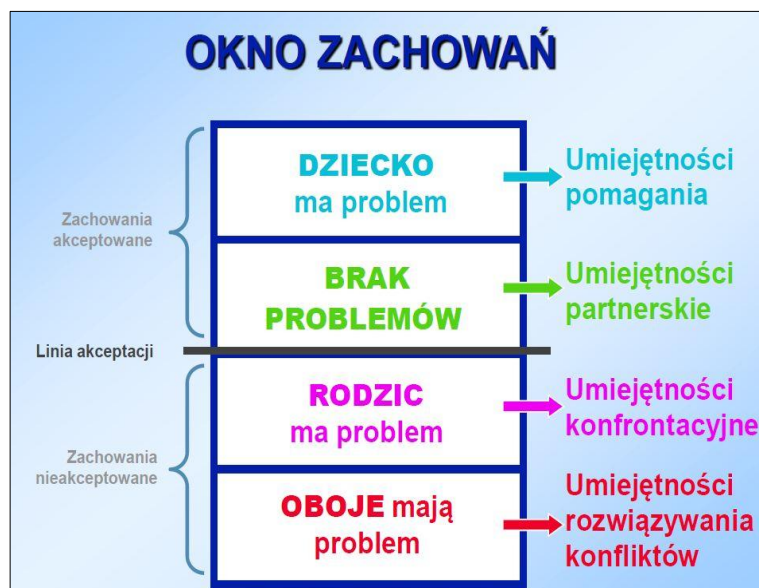 OKNO ZACHOWAŃ
Zachowania
akceptowane
DZIECKO
ma problem
Umiejętności
pomagania
BRAK
PROBLEMÓW
Umiejętności
partnerskie
Linia akceptacji
Zachowania
nieakceptowane
RODZIC
ma problem
Umiejętności
konfrontacyjne
OBOJE mają
problem
Umiejętności
rozwiązywania
konfliktów